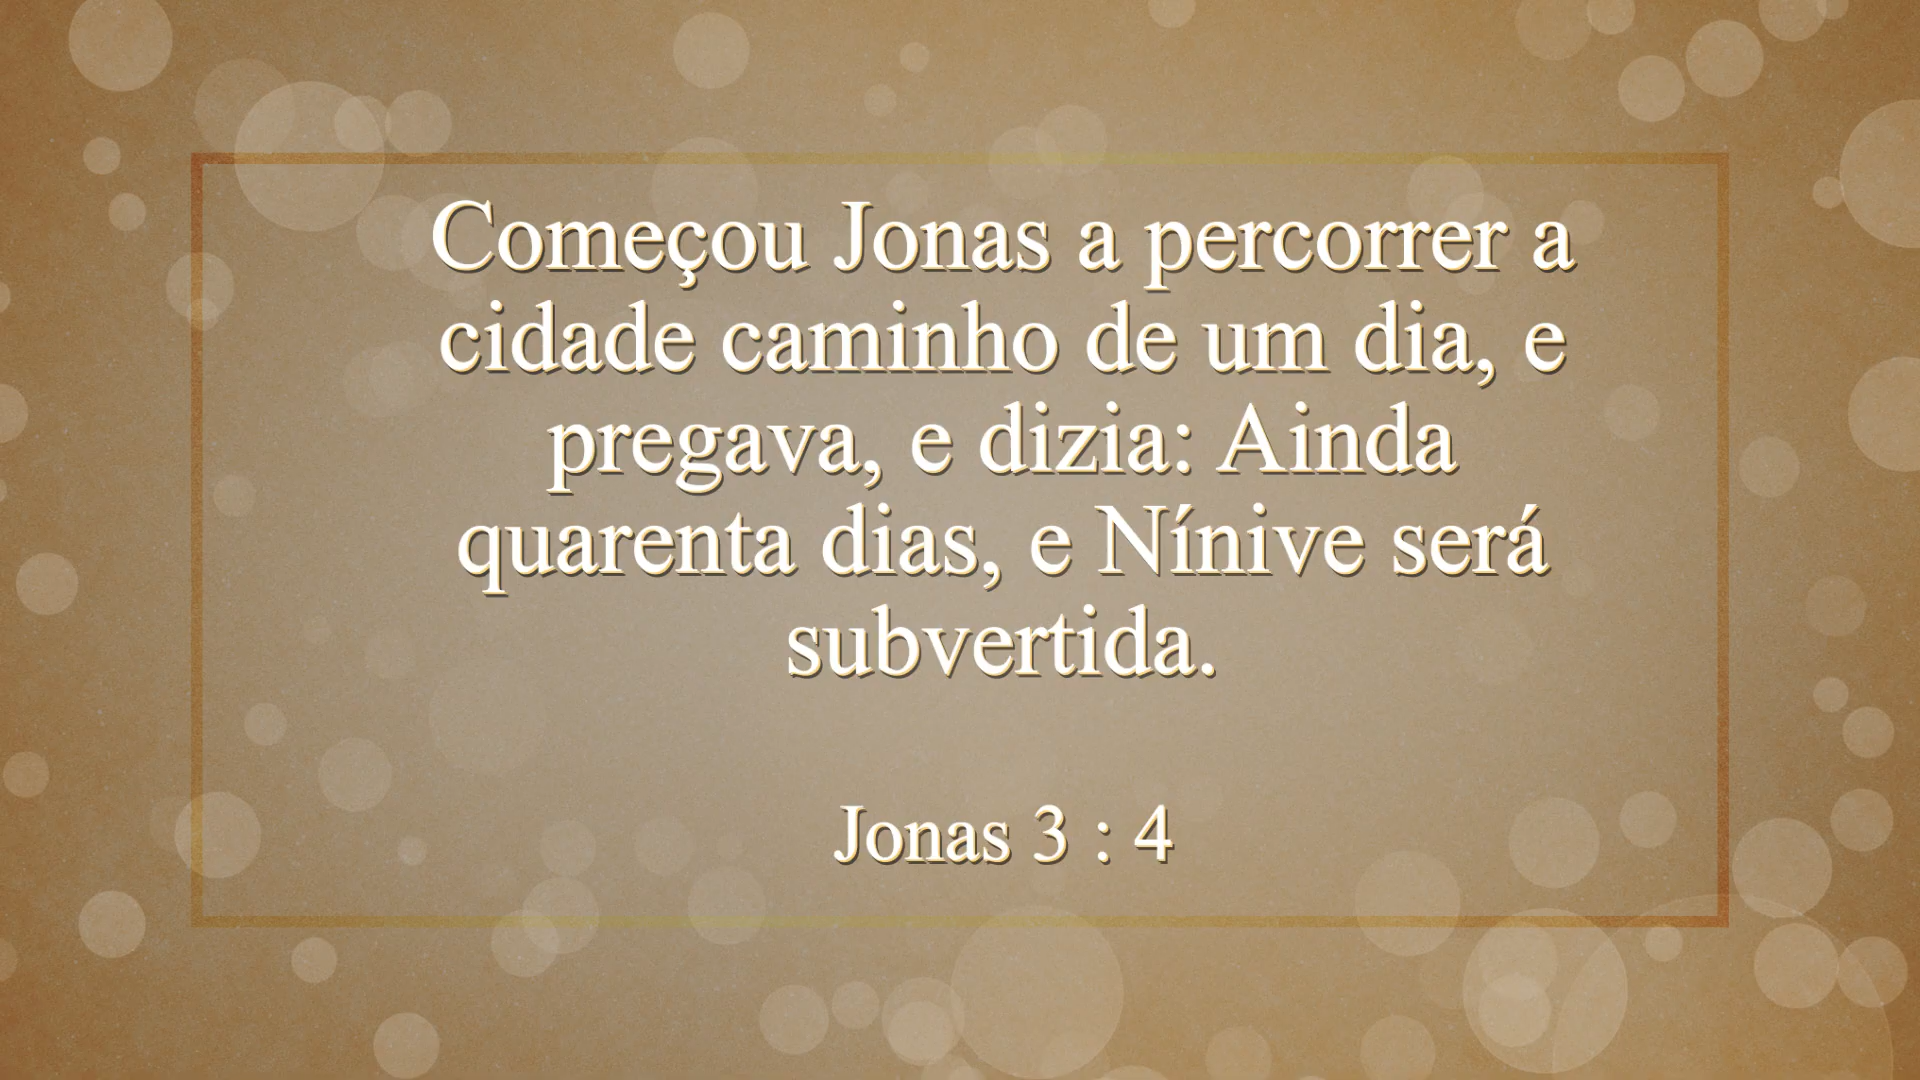 Começou Jonas a percorrer a
cidade caminho de um dia, e
pregava, e dizia: Ainda
quarenta dias, e Nínive será
subvertida.
Jonas 3 : 4